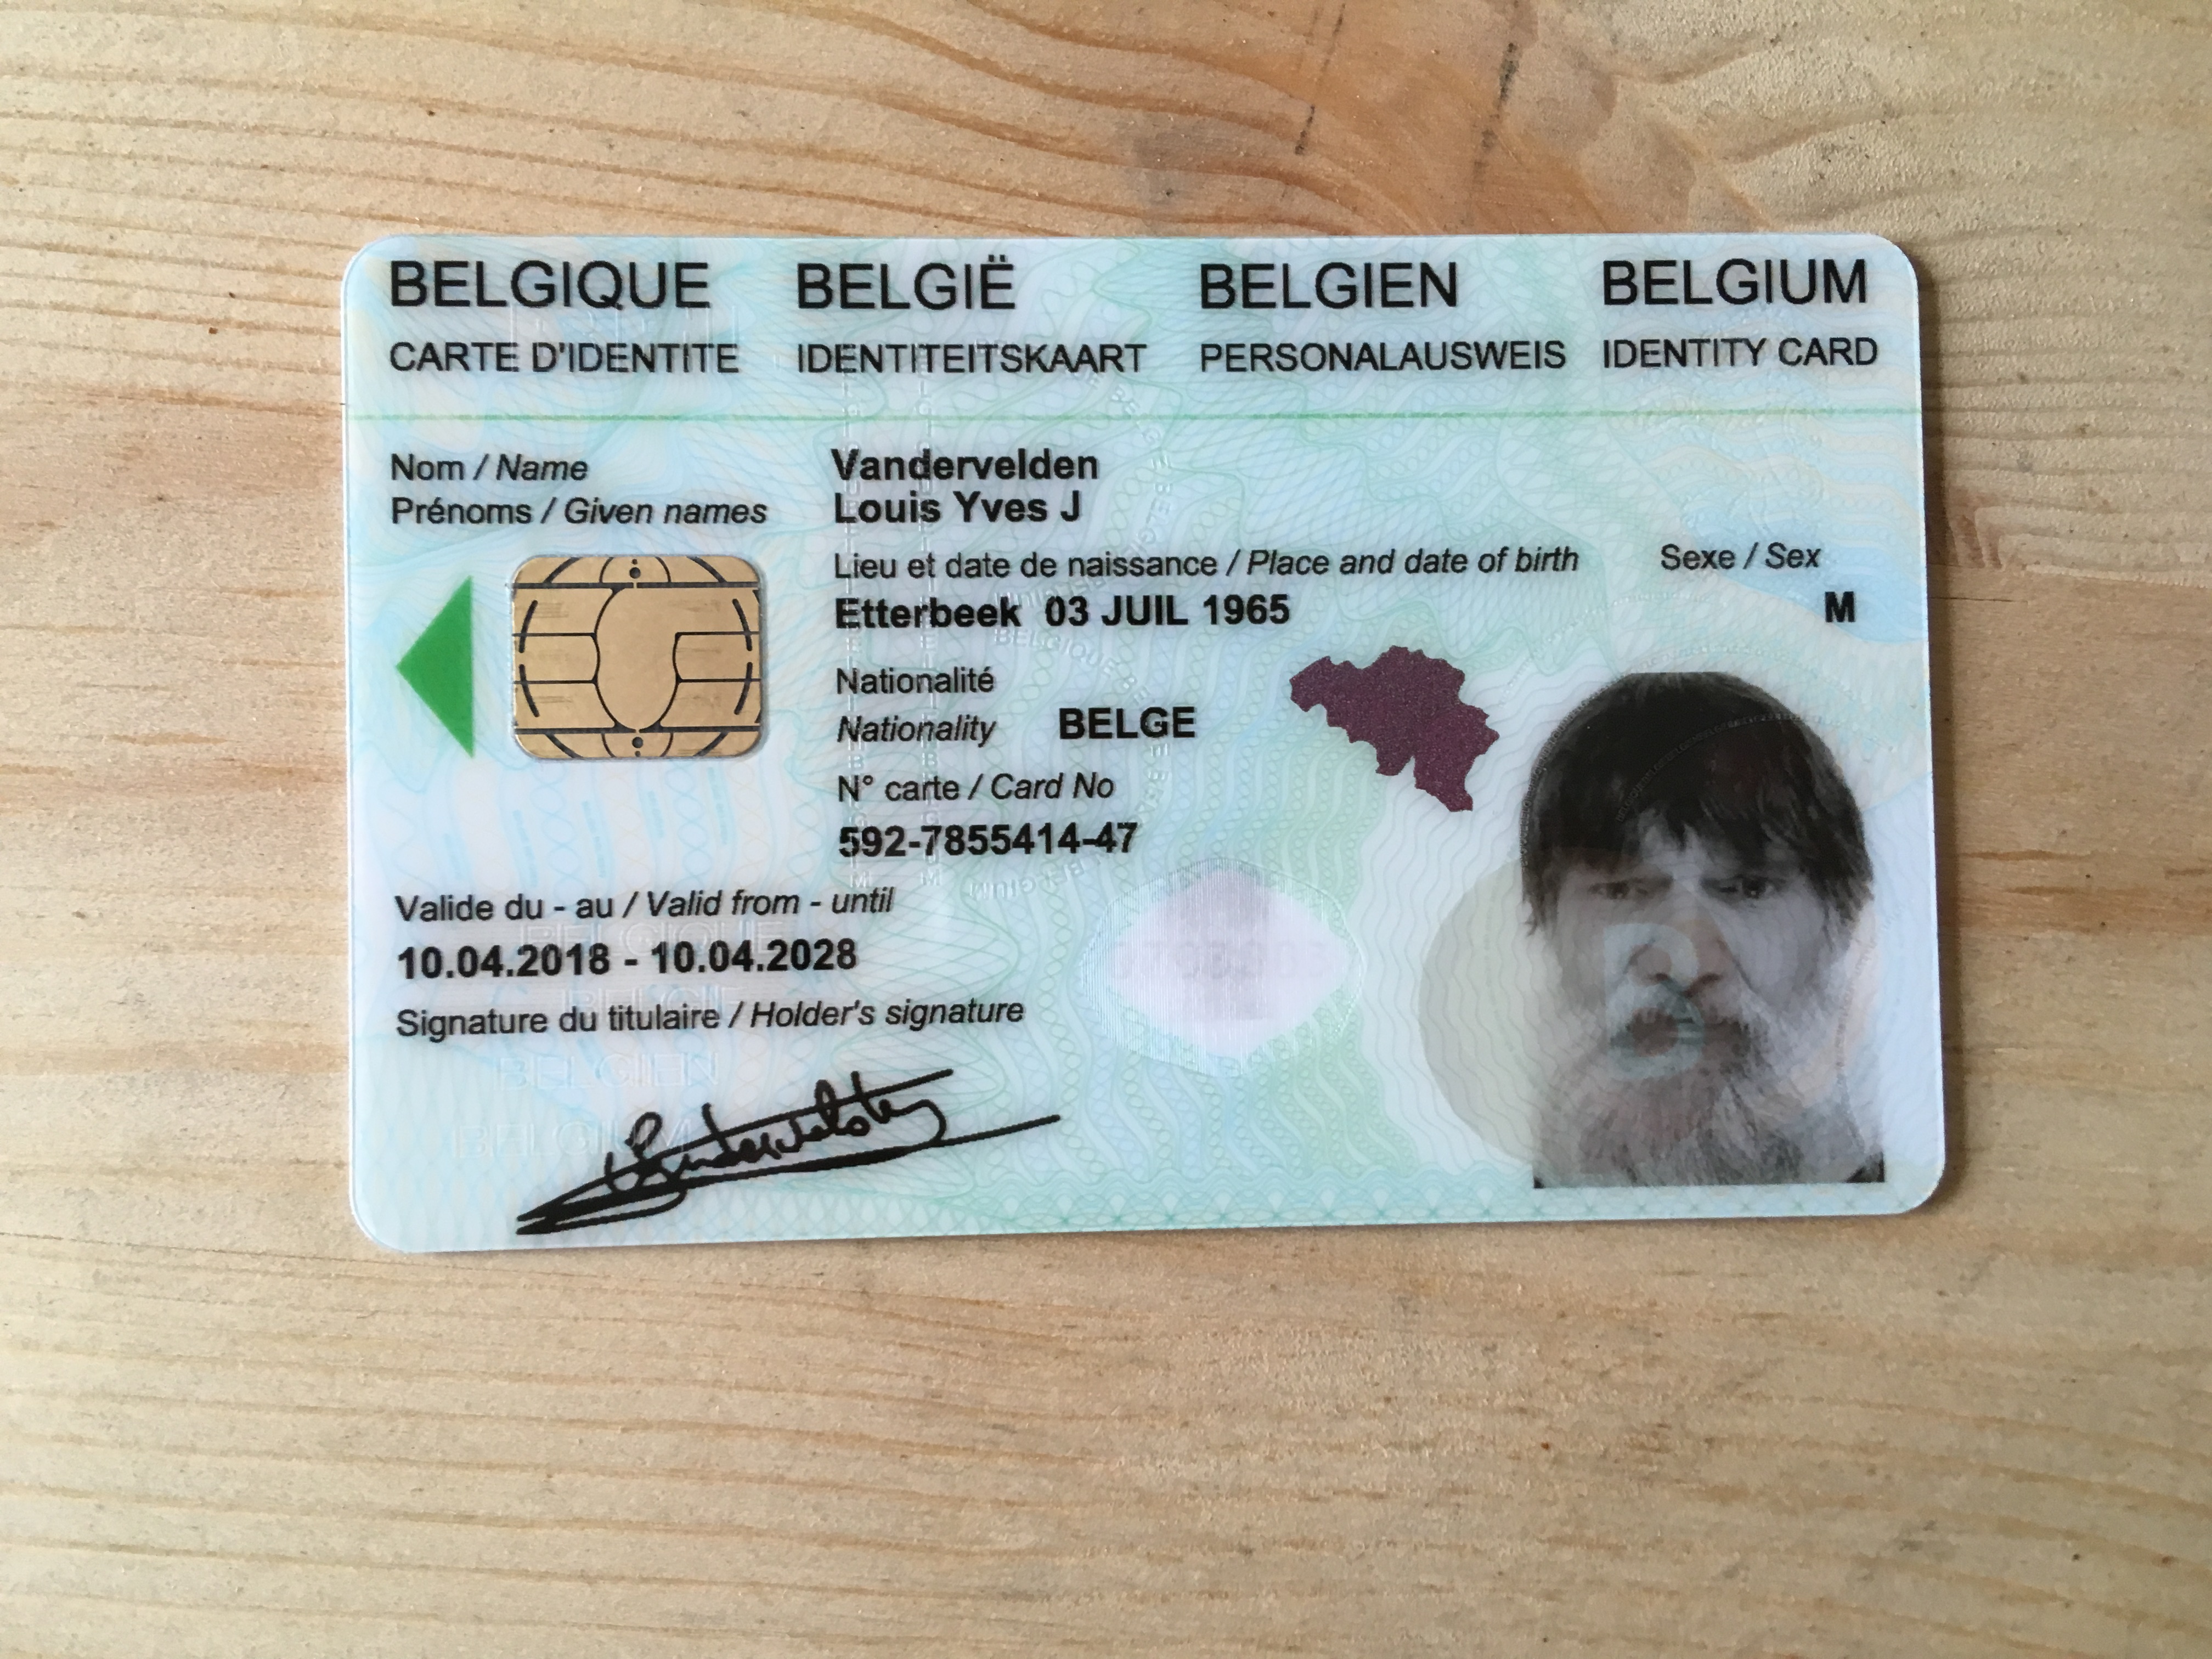 BELGIQUE BELGIË BELGIEN BELGIUM
CARTE D'IDENTITE IDENTITEITSKAART PERSONALAUSWEIS IDENTITY CARD
Nom / Name Vandervelden
Prénoms / Given names Louis Yves J
Lieu et date de naissance / Place and date of birth Sexe / Sex
Etterbeek 03 JUIL 1965 M
Nationalité
Nationality BELGE
N° carte / Card No
592-7855414-47
Valide du - au / Valid from - until
10.04.2018 - 10.04.2028
Signature du titulaire / Holder's signature